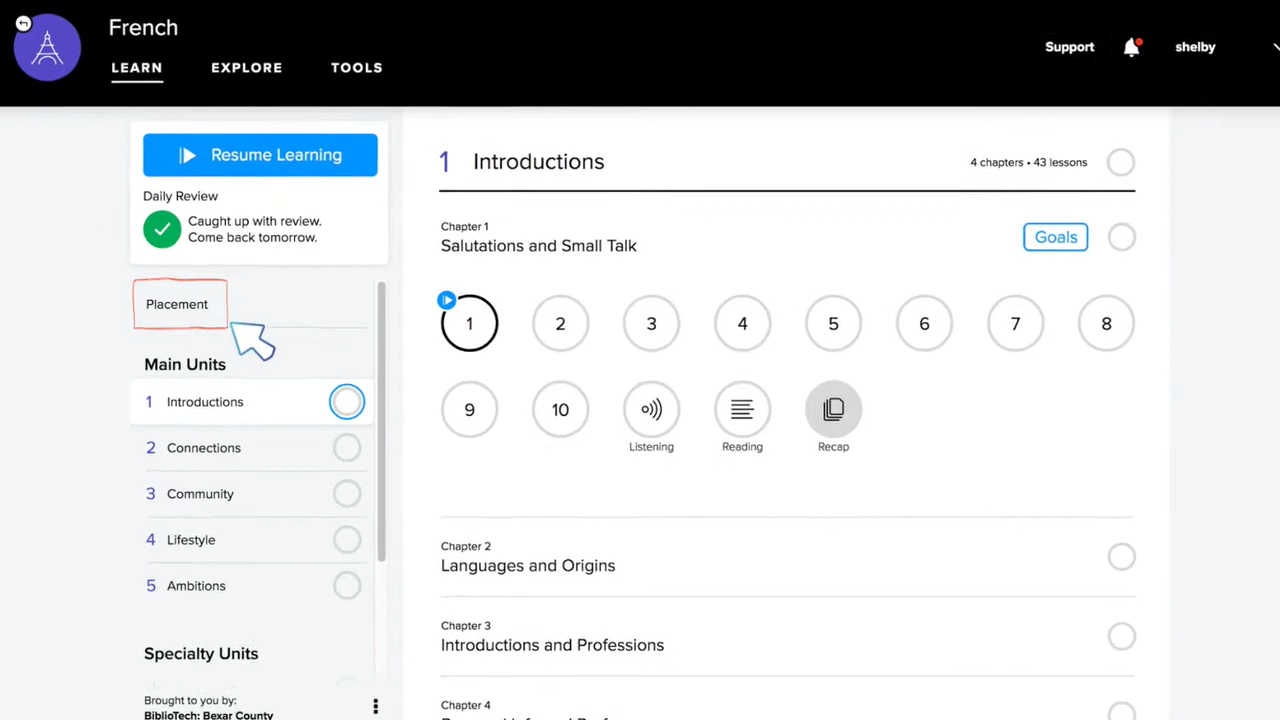 French
LEARN EXPLORE TOOLS
Support shelby
Resume Learning
Daily Review
Caught up with review.
Come back tomorrow.
Placement
Main Units
1 Introductions
2 Connections
3 Community
4 Lifestyle
5 Ambitions
Specialty Units
Brought to you by:
BiblioTech: Bexar County
1 Introductions 4 chapters • 43 lessons
Chapter 1
Salutations and Small Talk
Goals
1 2 3 4 5 6 7 8
9 10
Listening Reading Recap
Chapter 2
Languages and Origins
Chapter 3
Introductions and Professions
Chapter 4